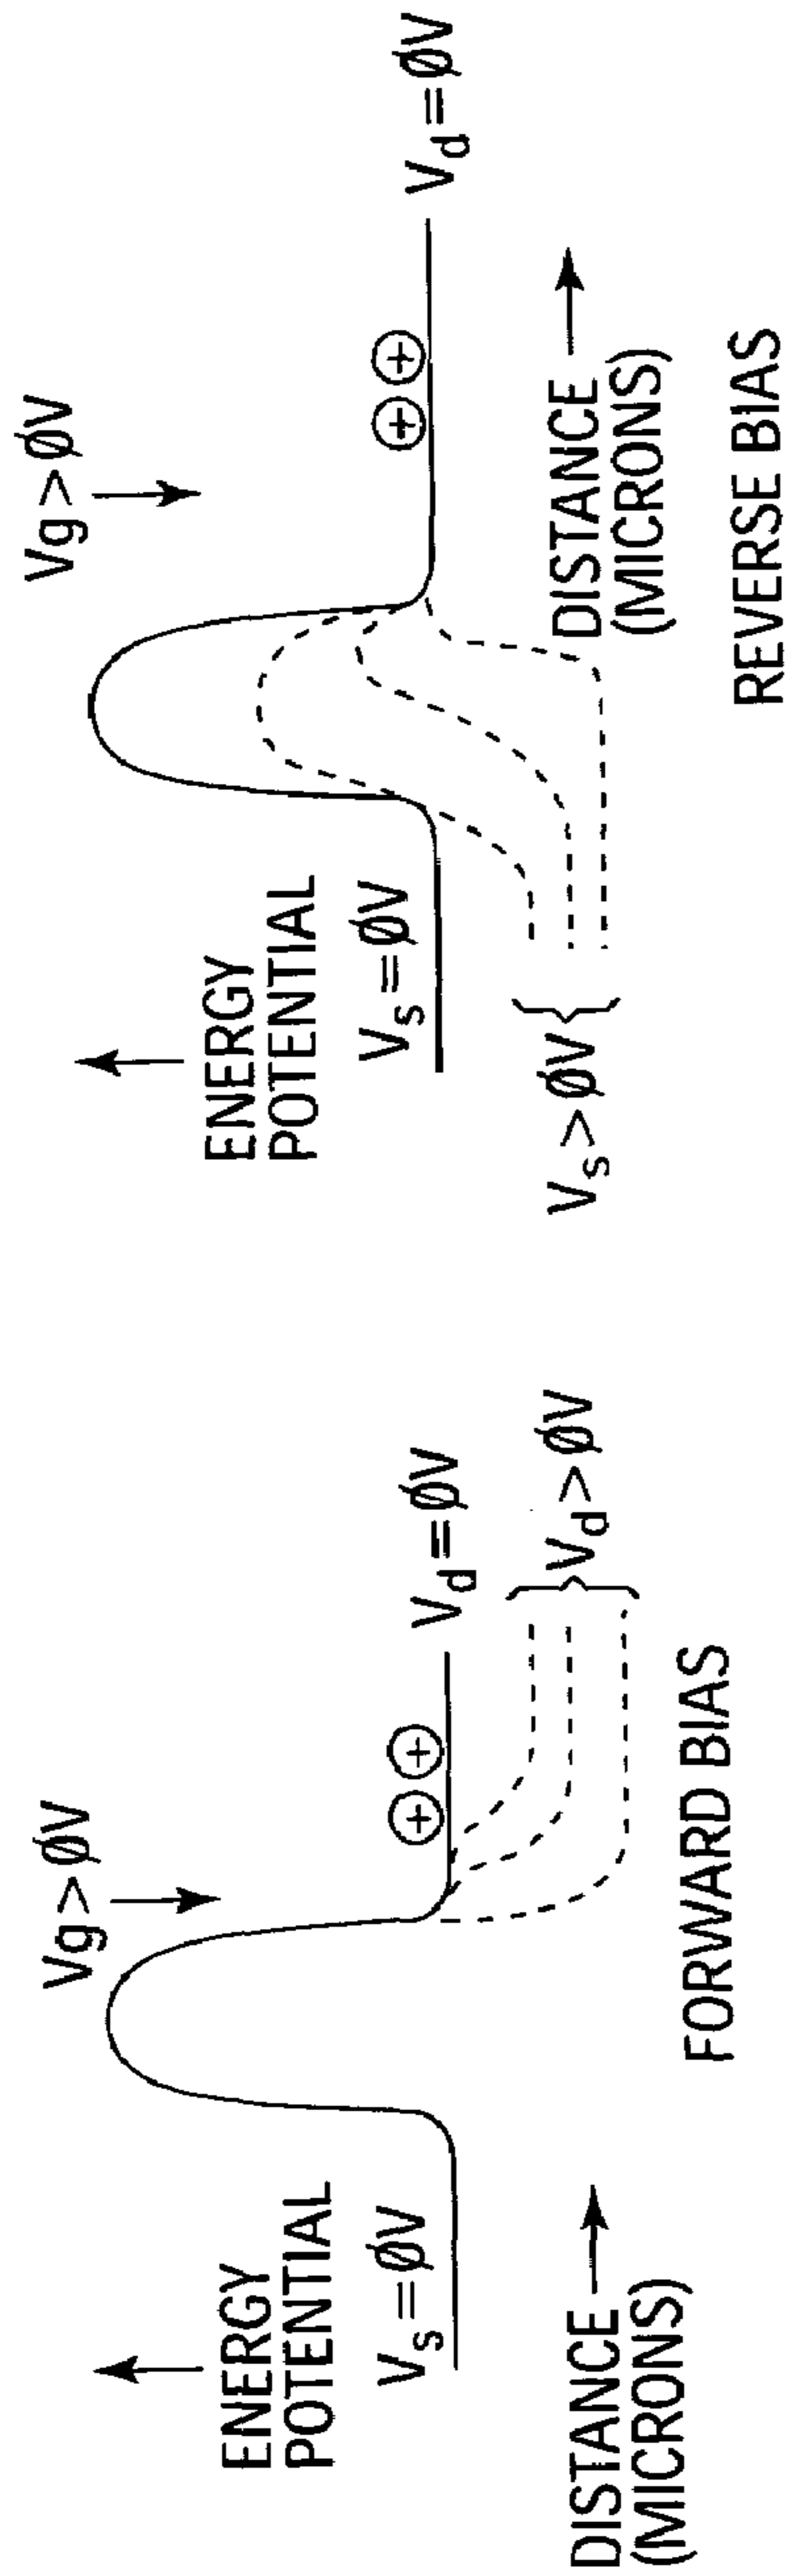 ENERGY
POTENTIAL
Vg > ØV
Vs = ØV
Vd = ØV
Vd > ØV
DISTANCE
(MICRONS)
FORWARD BIAS
ENERGY
POTENTIAL
Vg > ØV
Vs = ØV
Vd = ØV
Vs > ØV
DISTANCE
(MICRONS)
REVERSE BIAS